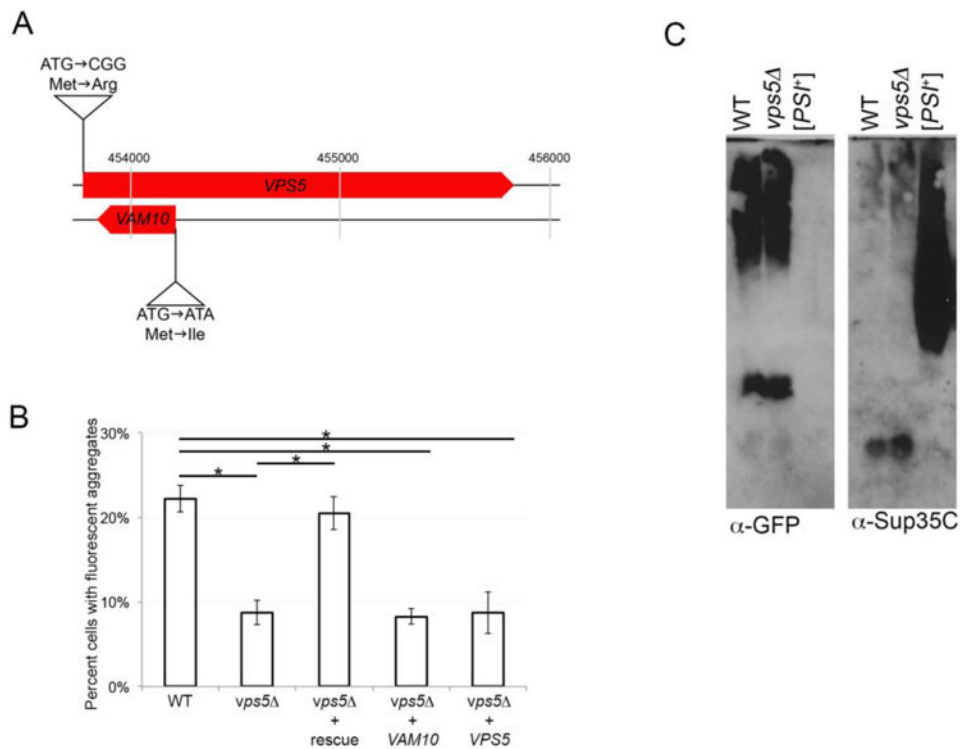 A
ATG→CGG
Met→Arg
454000
455000
456000
VPS5
VAM10
ATG→ATA
Met→Ile
B
Percent cells with fluorescent aggregates
30%
20%
10%
0%
*
*
*
*
WT
vps5Δ
vps5Δ
+
rescue
vps5Δ
+
VAM10
vps5Δ
+
VPS5
C
WT
vps5Δ
[PSI+]
WT
vps5Δ
[PSI+]
α-GFP
α-Sup35C